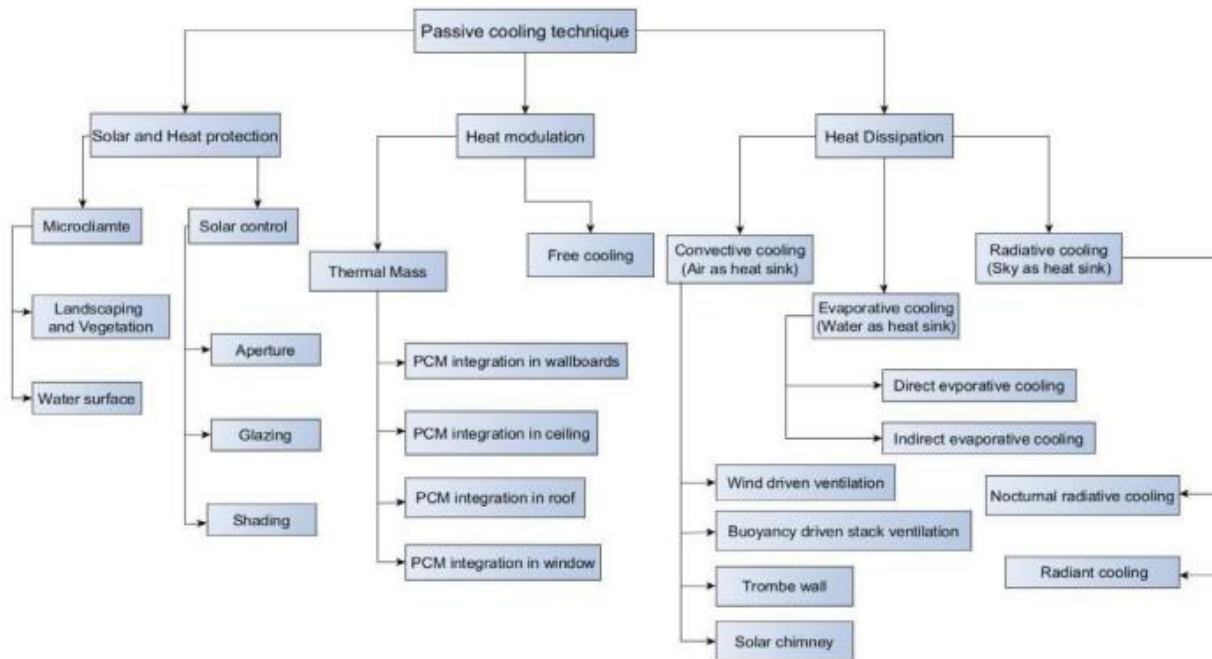 Passive cooling technique
Solar and Heat protection
Heat modulation
Heat Dissipation
Microcliamte
Solar control
Landscaping
and Vegetation
Water surface
Aperture
Glazing
Shading
Thermal Mass
Free cooling
PCM integration in wallboards
PCM integration in ceiling
PCM integration in roof
PCM integration in window
Convective cooling
(Air as heat sink)
Radiative cooling
(Sky as heat sink)
Evaporative cooling
(Water as heat sink)
Direct evporative cooling
Indirect evaporative cooling
Wind driven ventilation
Buoyancy driven stack ventilation
Trombe wall
Solar chimney
Nocturnal radiative cooling
Radiant cooling